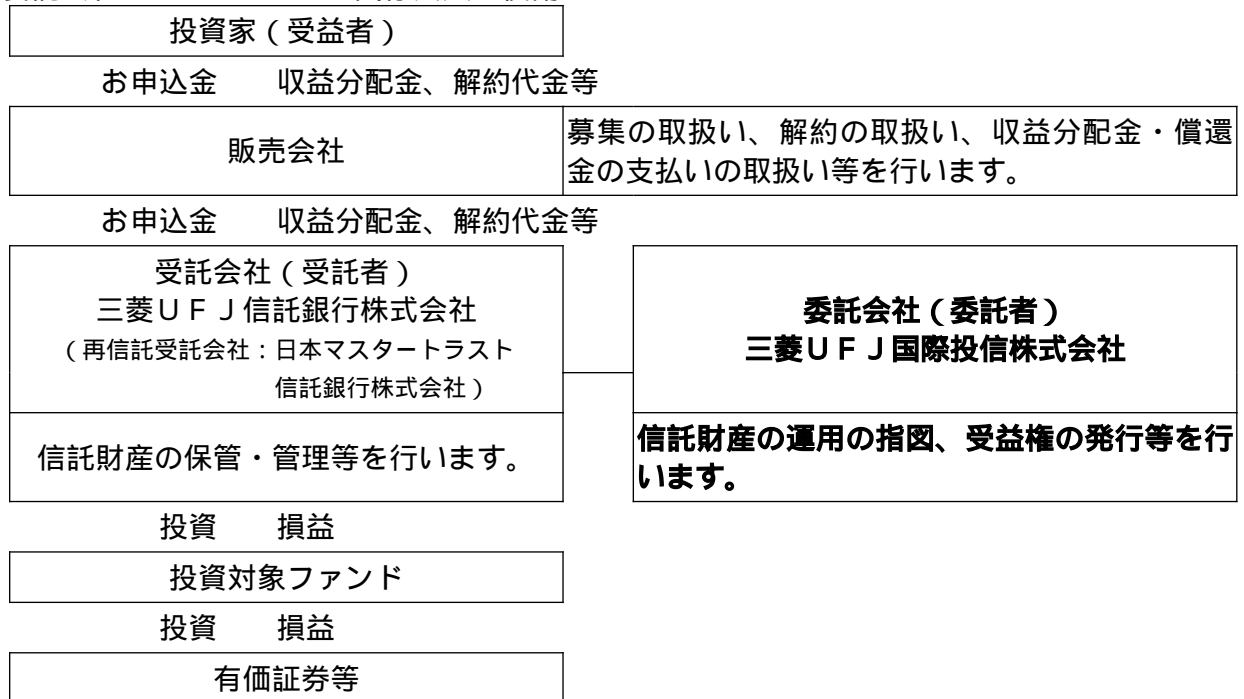 投資家（受益者）
お申込金　　収益分配金、解約代金等
販売会社
募集の取扱い、解約の取扱い、収益分配金・償還
金の支払いの取扱い等を行います。
お申込金　　収益分配金、解約代金等
受託会社（受託者）
三菱ＵＦＪ信託銀行株式会社
（再信託受託会社：日本マスタートラスト
信託銀行株式会社）
委託会社（委託者）
三菱ＵＦＪ国際投信株式会社
信託財産の保管・管理等を行います。
信託財産の運用の指図、受益権の発行等を行
います。
投資　　損益
投資対象ファンド
投資　　損益
有価証券等